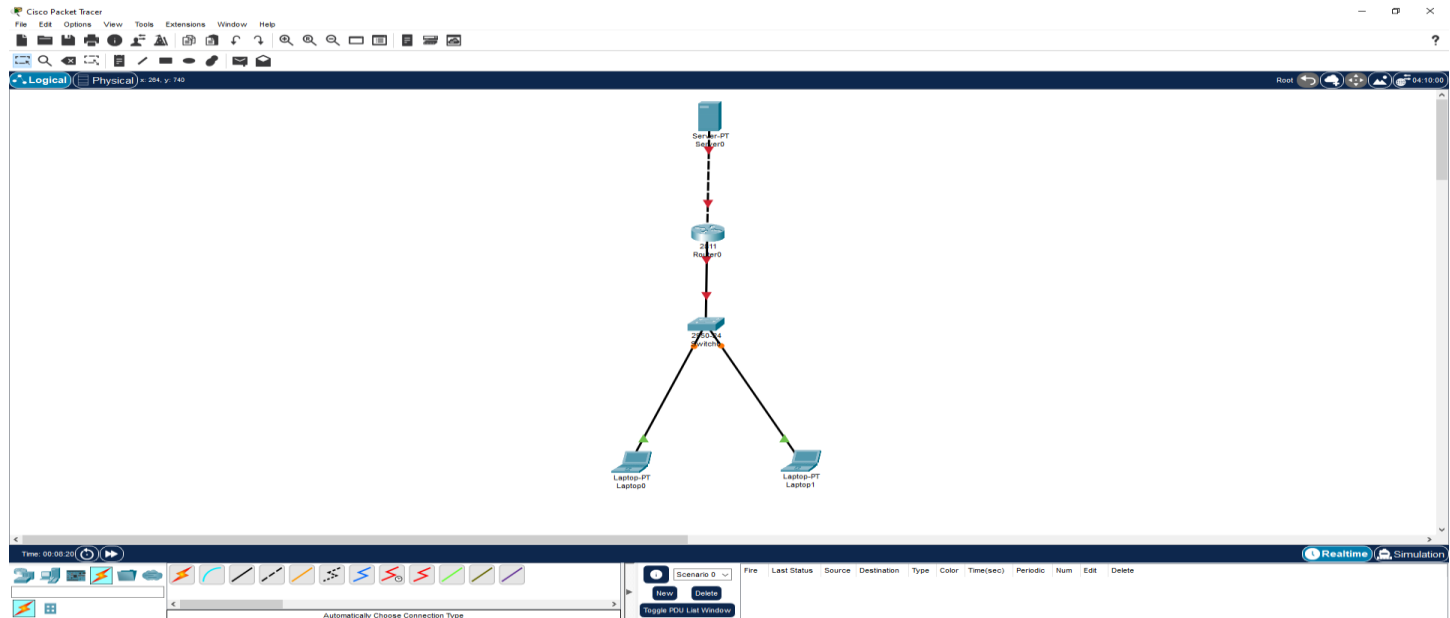 Cisco Packet Tracer
File Edit Options View Tools Extensions Window Help
?
Logical Physical x: 264, y: 740 Root 04:10:00
Server-PT
Server0
2811
Router0
2950-24
Switch0
Laptop-PT
Laptop0
Laptop-PT
Laptop1
Time: 00:08:20 Realtime Simulation
Scenario 0 Fire Last Status Source Destination Type Color Time(sec) Periodic Num Edit Delete
New Delete
Toggle PDU List Window
Automatically Choose Connection Type